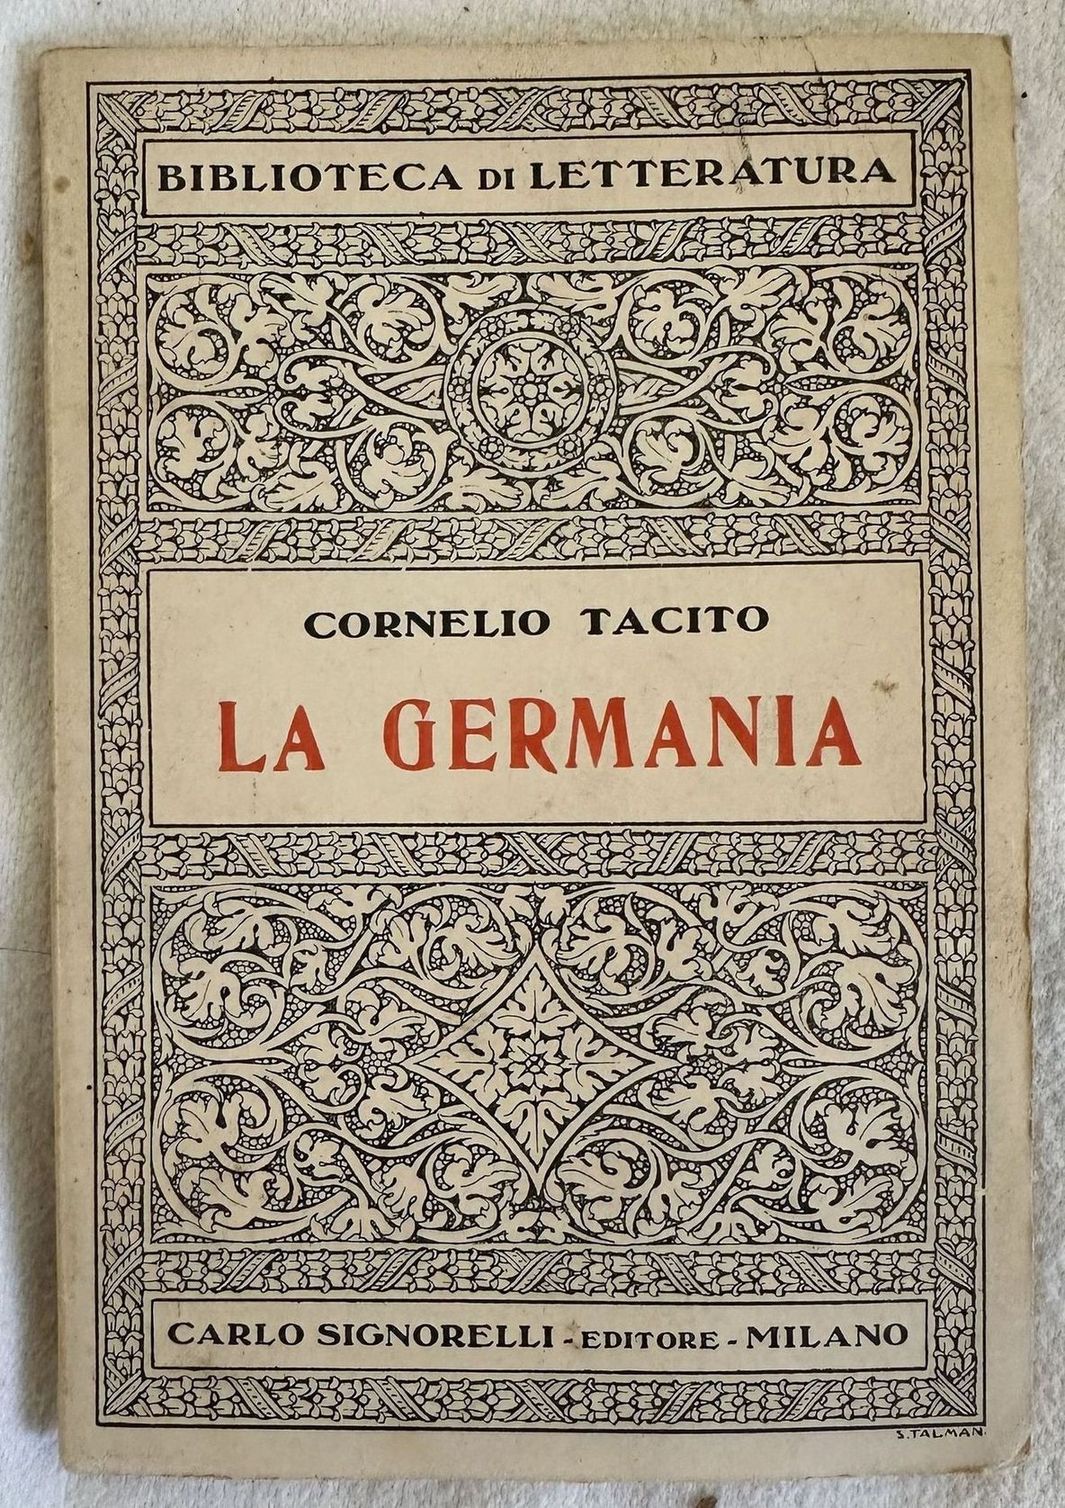 BIBLIOTECA DI LETTERATURA
CORNELIO TACITO
LA GERMANIA
CARLO SIGNORELLI - EDITORE - MILANO
S. TALMAN.